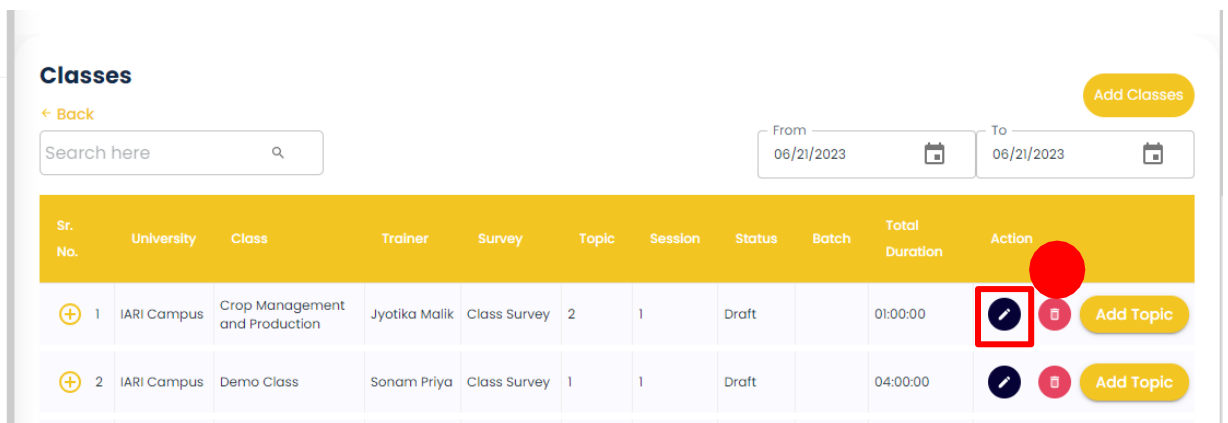 Classes
Add Classes
← Back
Search here
From
06/21/2023
To
06/21/2023
Sr. No. University Class Trainer Survey Topic Session Status Batch Total Duration Action
1 IARI Campus Crop Management and Production Jyotika Malik Class Survey 2 1 Draft 01:00:00 Add Topic
2 IARI Campus Demo Class Sonam Priya Class Survey 1 1 Draft 04:00:00 Add Topic